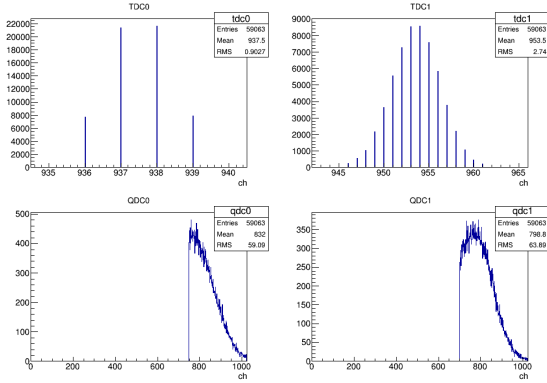 TDC0
tdc0
Entries 59063
Mean 937.5
RMS 0.9027
22000
20000
18000
16000
14000
12000
10000
8000
6000
4000
2000
0
935 936 937 938 939 940
ch
TDC1
tdc1
Entries 59063
Mean 953.5
RMS 2.74
9000
8000
7000
6000
5000
4000
3000
2000
1000
0
945 950 955 960 965
ch
QDC0
qdc0
Entries 59063
Mean 832
RMS 59.09
500
400
300
200
100
0
0 200 400 600 800 1000
ch
QDC1
qdc1
Entries 59063
Mean 798.8
RMS 63.89
350
300
250
200
150
100
50
0
0 200 400 600 800 1000
ch